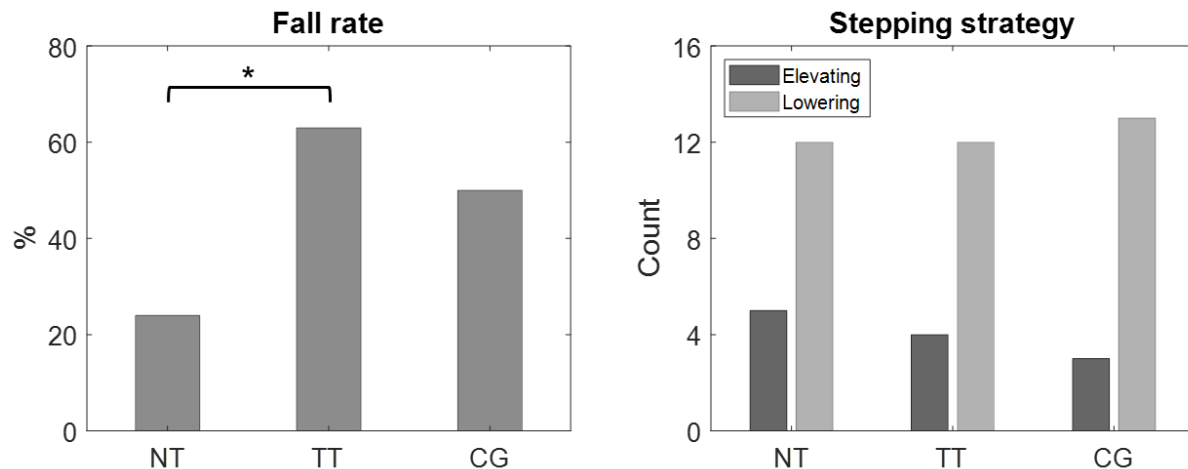 Fall rate
80
60
40
20
0
%
*
NT TT CG
Stepping strategy
16
12
8
4
0
Count
Elevating
Lowering
NT TT CG